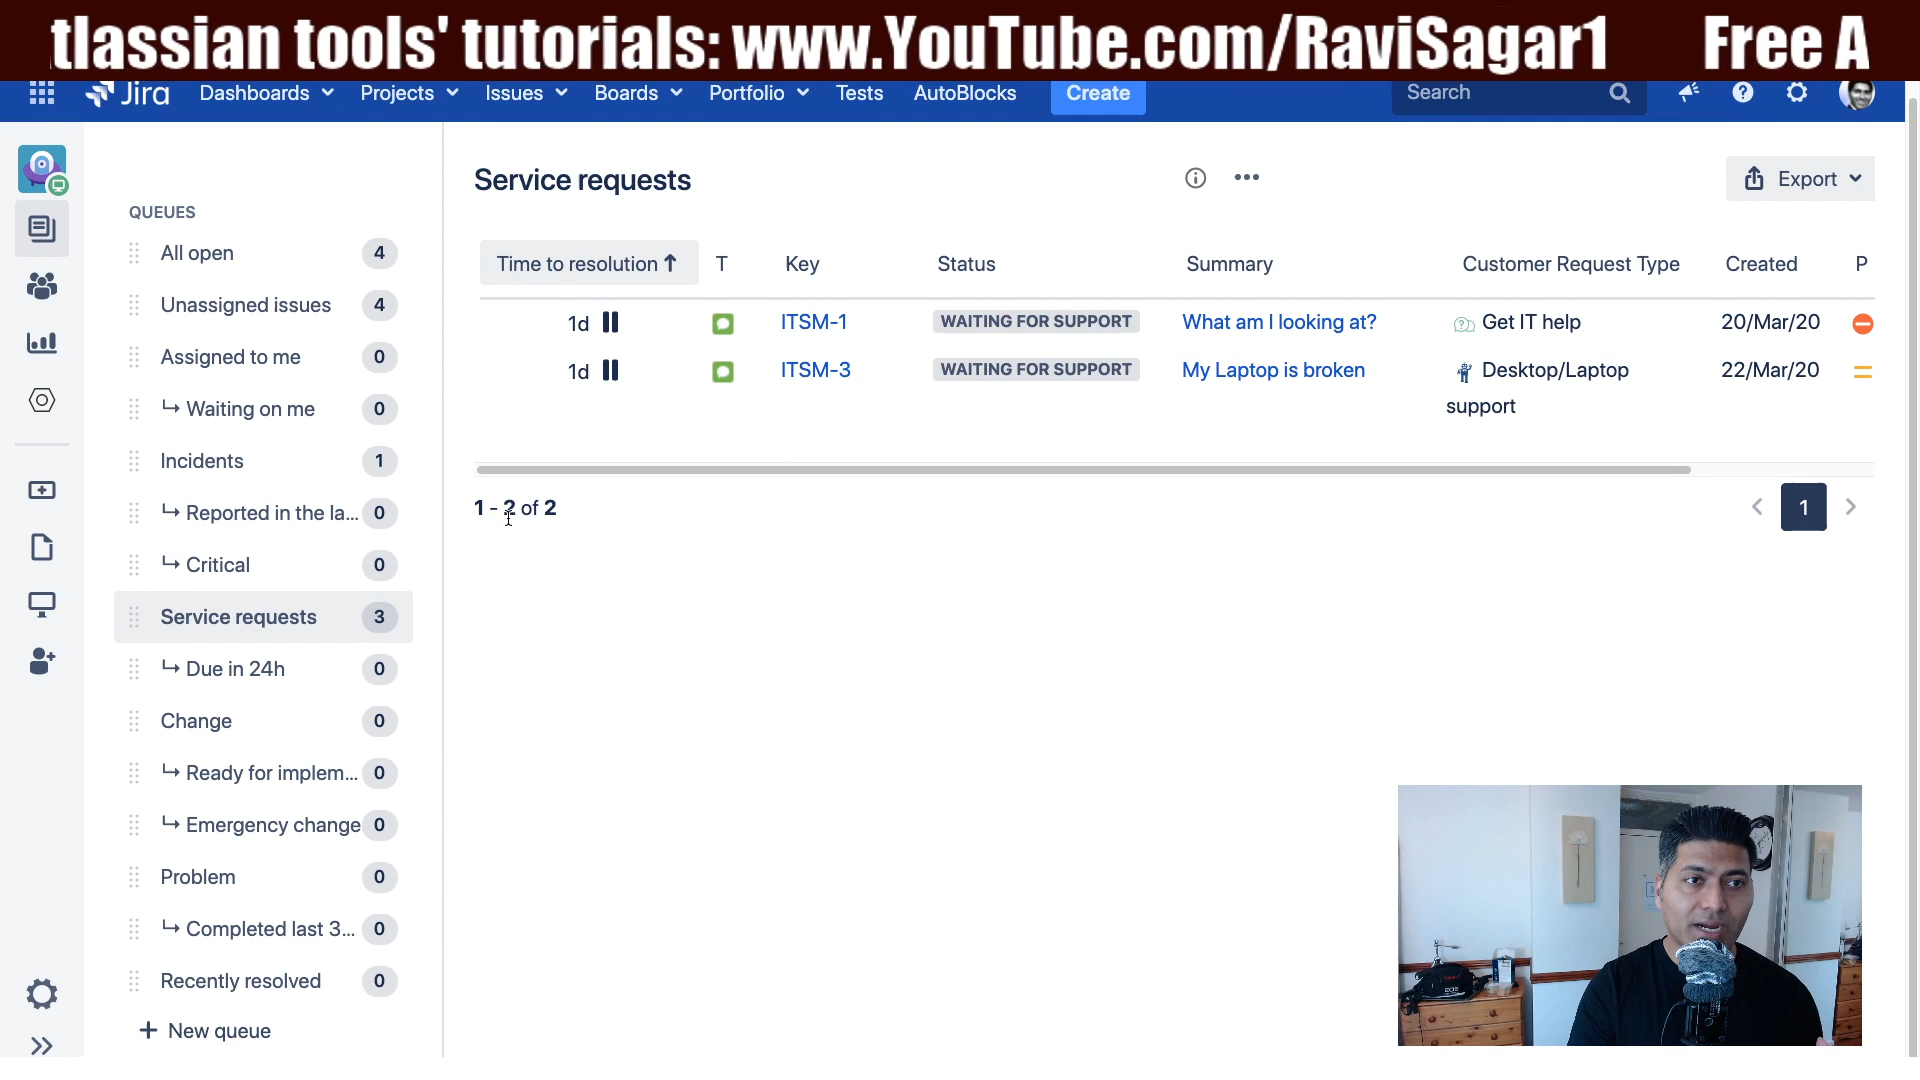 tlassian tools' tutorials: www.YouTube.com/RaviSagar1 Free A
Jira Dashboards Projects Issues Boards Portfolio Tests AutoBlocks Create Search
QUEUES
All open 4
Unassigned issues 4
Assigned to me 0
Waiting on me 0
Incidents 1
Reported in the la... 0
Critical 0
Service requests 3
Due in 24h 0
Change 0
Ready for implem... 0
Emergency change 0
Problem 0
Completed last 3... 0
Recently resolved 0
+ New queue
Service requests Export
Time to resolution ↑ T Key Status Summary Customer Request Type Created P
1d ITSM-1 WAITING FOR SUPPORT What am I looking at? Get IT help 20/Mar/20
1d ITSM-3 WAITING FOR SUPPORT My Laptop is broken Desktop/Laptop 22/Mar/20
support
1 - 2 of 2 1